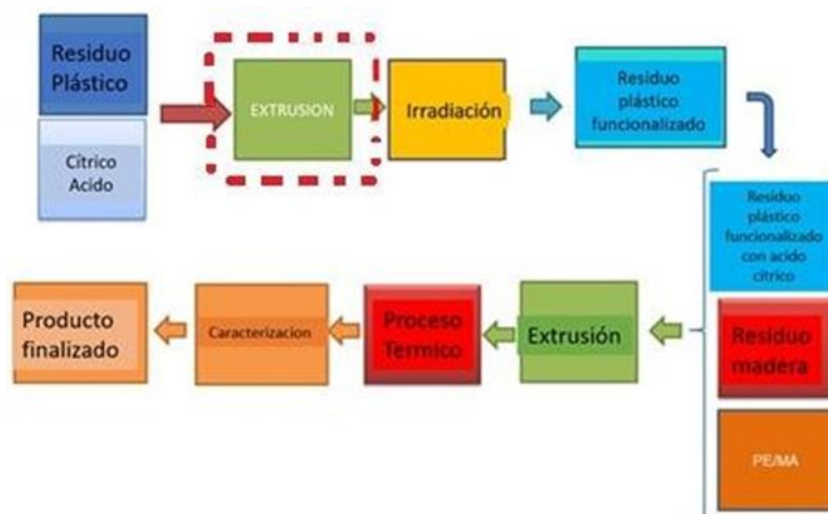 Residuo
Plástico
Cítrico
Acido
EXTRUSION
Irradiación
Residuo
plástico
funcionalizado
Residuo
plástico
funcionalizado
con acido
cítrico
Residuo
madera
PE/MA
Extrusión
Proceso
Termico
Caracterizacion
Producto
finalizado